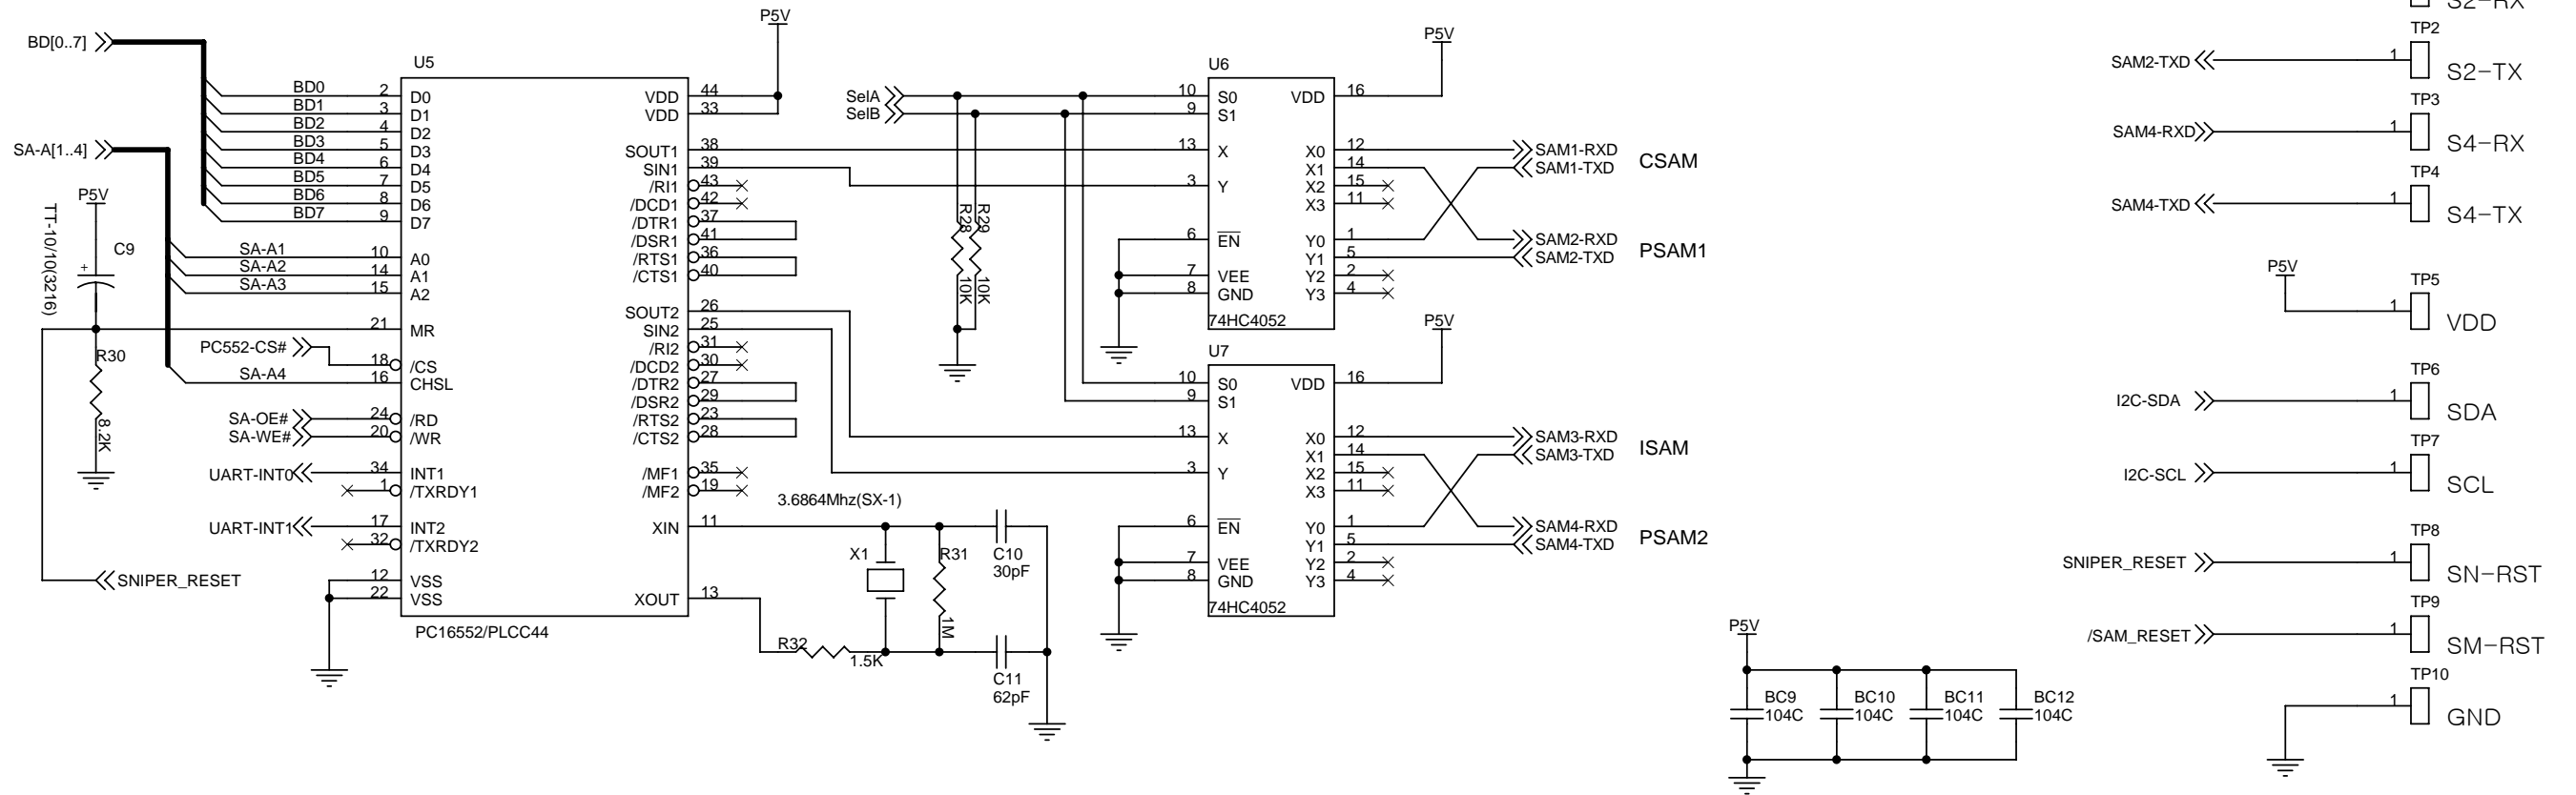 BD[0..7]
SA-A[1..4]
P5V
TT-10/10(3216)
C9
+
R30
8.2K
BD0
BD1
BD2
BD3
BD4
BD5
BD6
BD7
SA-A1
SA-A2
SA-A3
PC552-CS#
SA-A4
SA-OE#
SA-WE#
UART-INT0
UART-INT1
SNIPER_RESET
U5
2 D0
3 D1
4 D2
5 D3
6 D4
7 D5
8 D6
9 D7
10 A0
14 A1
15 A2
21 MR
18 /CS
16 CHSL
24 /RD
20 /WR
34 INT1
1 /TXRDY1
17 INT2
32 /TXRDY2
12 VSS
22 VSS
P5V
VDD 44
VDD 33
SOUT1 38
SIN1 39
/RI1 43
/DCD1 42
/DTR1 37
/DSR1 41
/RTS1 36
/CTS1 40
SOUT2 26
SIN2 25
/RI2 31
/DCD2 30
/DTR2 27
/DSR2 29
/RTS2 23
/CTS2 28
/MF1 35
/MF2 19
XIN 11
XOUT 13
PC16552/PLCC44
3.6864Mhz(SX-1)
X1
R31
1M
C10
30pF
R32
1.5K
C11
62pF
SelA
SelB
R28
R29
10K
10K
U6
P5V
10 S0 VDD 16
9 S1
13 X X0 12
X1 14
3 Y X2 15
X3 11
6 EN Y0 1
Y1 5
7 VEE Y2 2
8 GND Y3 4
74HC4052
SAM1-RXD
SAM1-TXD
CSAM
SAM2-RXD
SAM2-TXD
PSAM1
U7
P5V
10 S0 VDD 16
9 S1
13 X X0 12
X1 14
3 Y X2 15
X3 11
6 EN Y0 1
Y1 5
7 VEE Y2 2
8 GND Y3 4
74HC4052
SAM3-RXD
SAM3-TXD
ISAM
SAM4-RXD
SAM4-TXD
PSAM2
P5V
BC9
104C
BC10
104C
BC11
104C
BC12
104C
S2-RX
TP2
SAM2-TXD 1
S2-TX
TP3
SAM4-RXD 1
S4-RX
TP4
SAM4-TXD 1
S4-TX
P5V
TP5
1
VDD
TP6
I2C-SDA 1
SDA
TP7
I2C-SCL 1
SCL
TP8
SNIPER_RESET 1
SN-RST
TP9
/SAM_RESET 1
SM-RST
TP10
1
GND